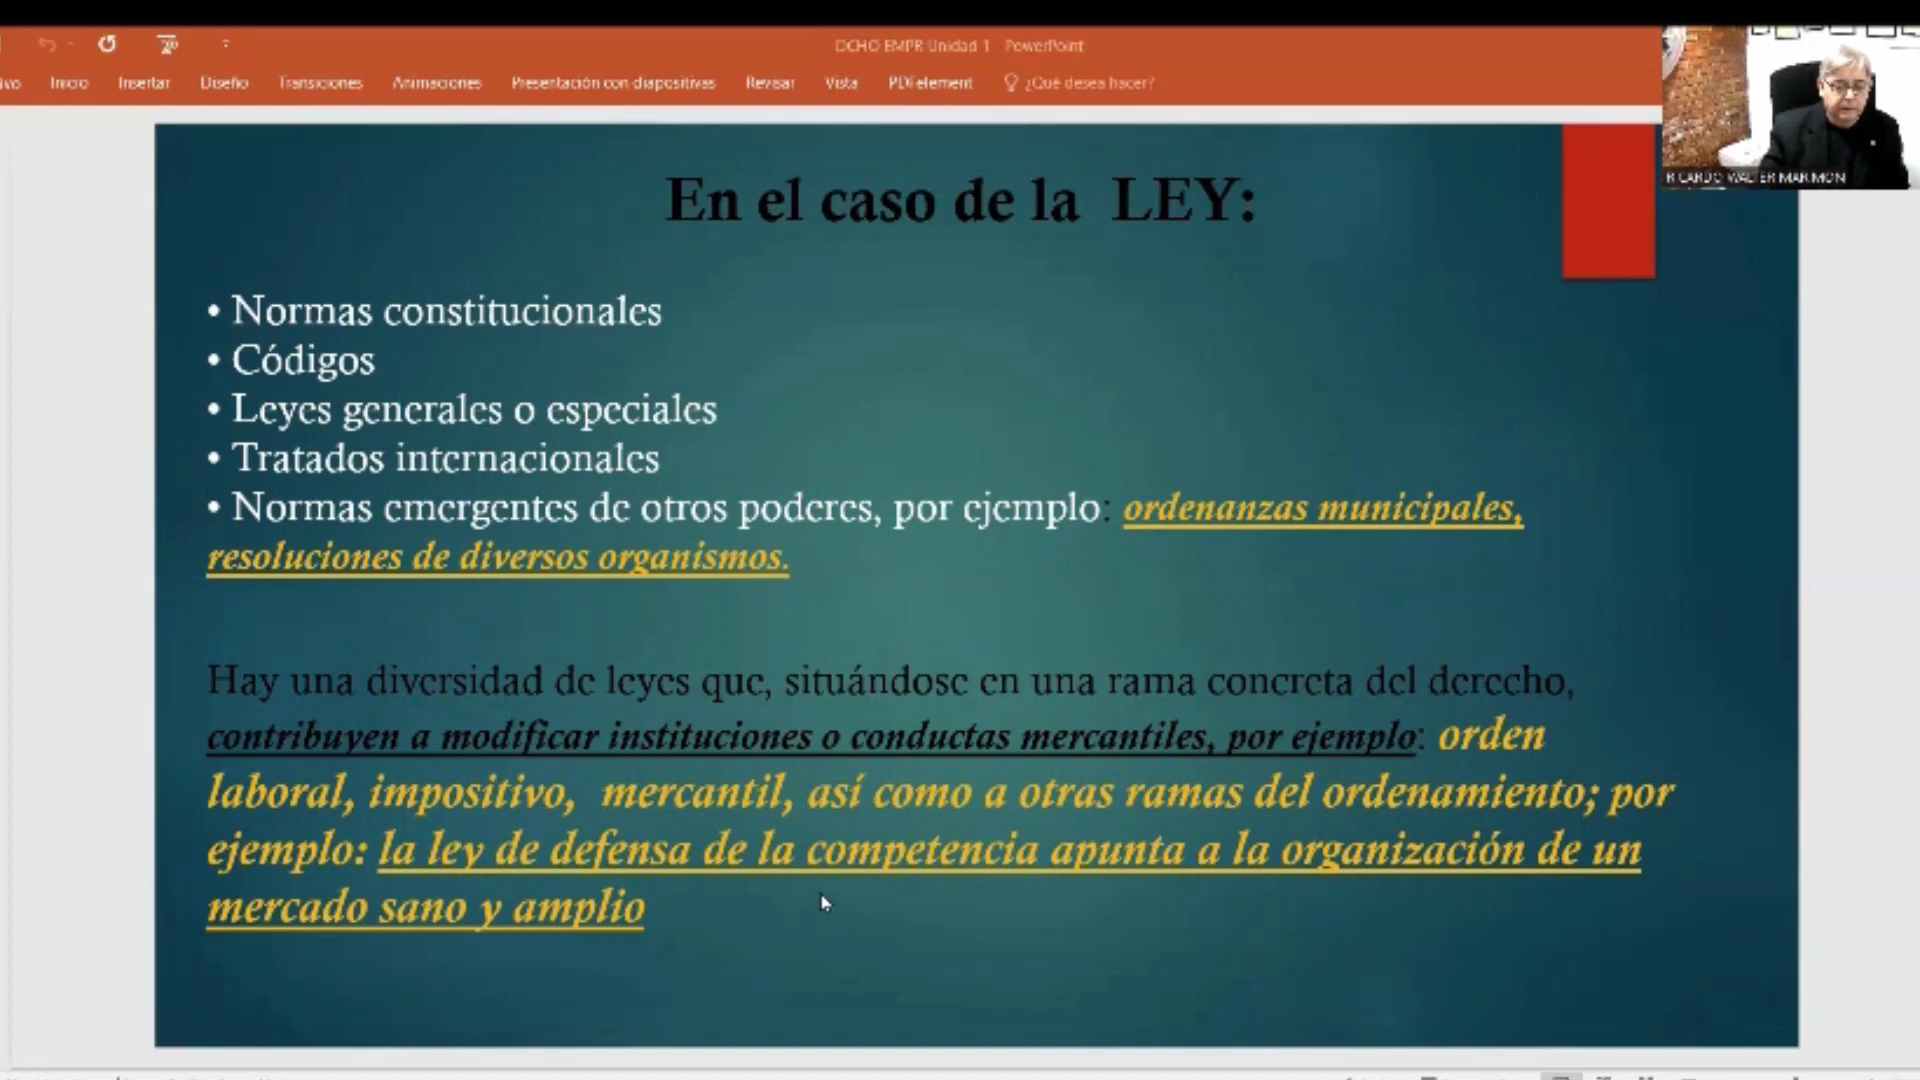 DCHO EMPR Unidad 1 PowerPoint
Inicio Insertar Diseño Transiciones Animaciones Presentación con diapositivas Revisar Vista PDFelement ¿Qué desea hacer?
RICARDO WALTER MARIMON
En el caso de la LEY:
• Normas constitucionales
• Códigos
• Leyes generales o especiales
• Tratados internacionales
• Normas emergentes de otros poderes, por ejemplo: ordenanzas municipales,
resoluciones de diversos organismos.
Hay una diversidad de leyes que, situándose en una rama concreta del derecho,
contribuyen a modificar instituciones o conductas mercantiles, por ejemplo: orden
laboral, impositivo, mercantil, así como a otras ramas del ordenamiento; por
ejemplo: la ley de defensa de la competencia apunta a la organización de un
mercado sano y amplio